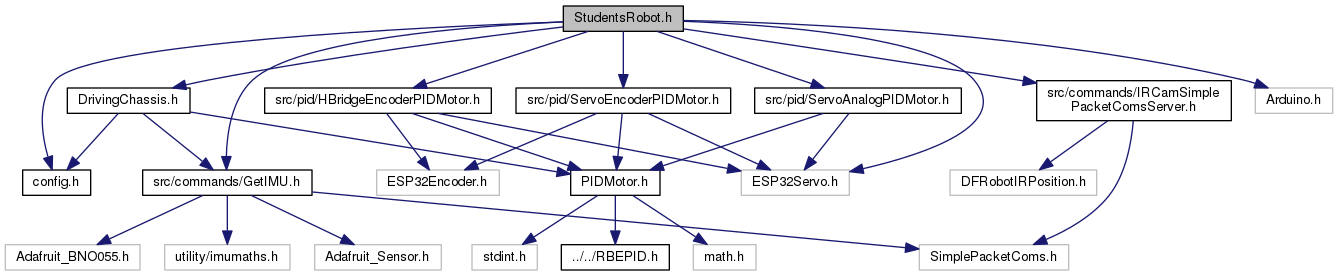 StudentsRobot.h
DrivingChassis.h
src/pid/HBridgeEncoderPIDMotor.h
src/pid/ServoEncoderPIDMotor.h
src/pid/ServoAnalogPIDMotor.h
src/commands/IRCamSimple
PacketComsServer.h
Arduino.h
config.h
src/commands/GetIMU.h
ESP32Encoder.h
PIDMotor.h
ESP32Servo.h
DFRobotIRPosition.h
Adafruit_BNO055.h
utility/imumaths.h
Adafruit_Sensor.h
stdint.h
../../RBEPID.h
math.h
SimplePacketComs.h